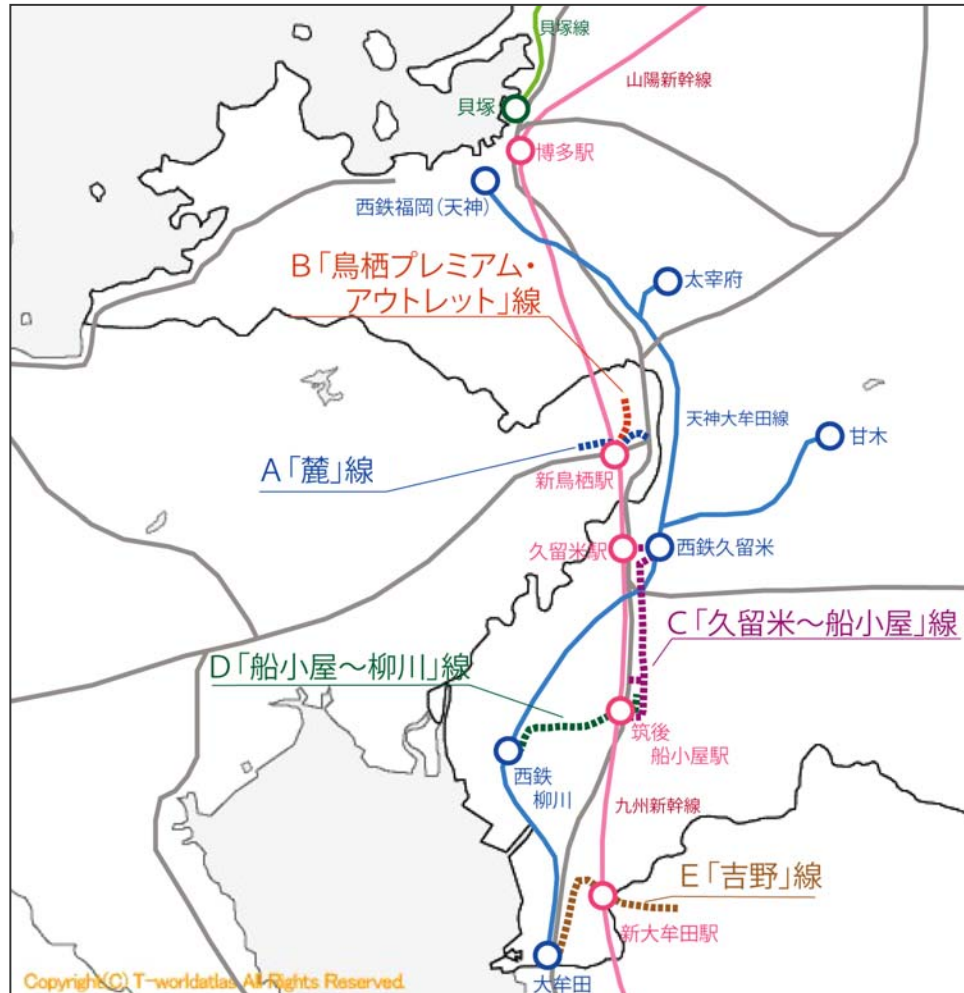 貝塚線
山陽新幹線
貝塚
博多駅
西鉄福岡(天神)
B「鳥栖プレミアム・
アウトレット」線
太宰府
天神大牟田線
甘木
A「麓」線
新鳥栖駅
久留米駅
西鉄久留米
C「久留米〜船小屋」線
D「船小屋〜柳川」線
筑後
船小屋駅
西鉄
柳川
九州新幹線
E「吉野」線
新大牟田駅
大牟田
Copyright(C) T-worldatlas All Rights Reserved.